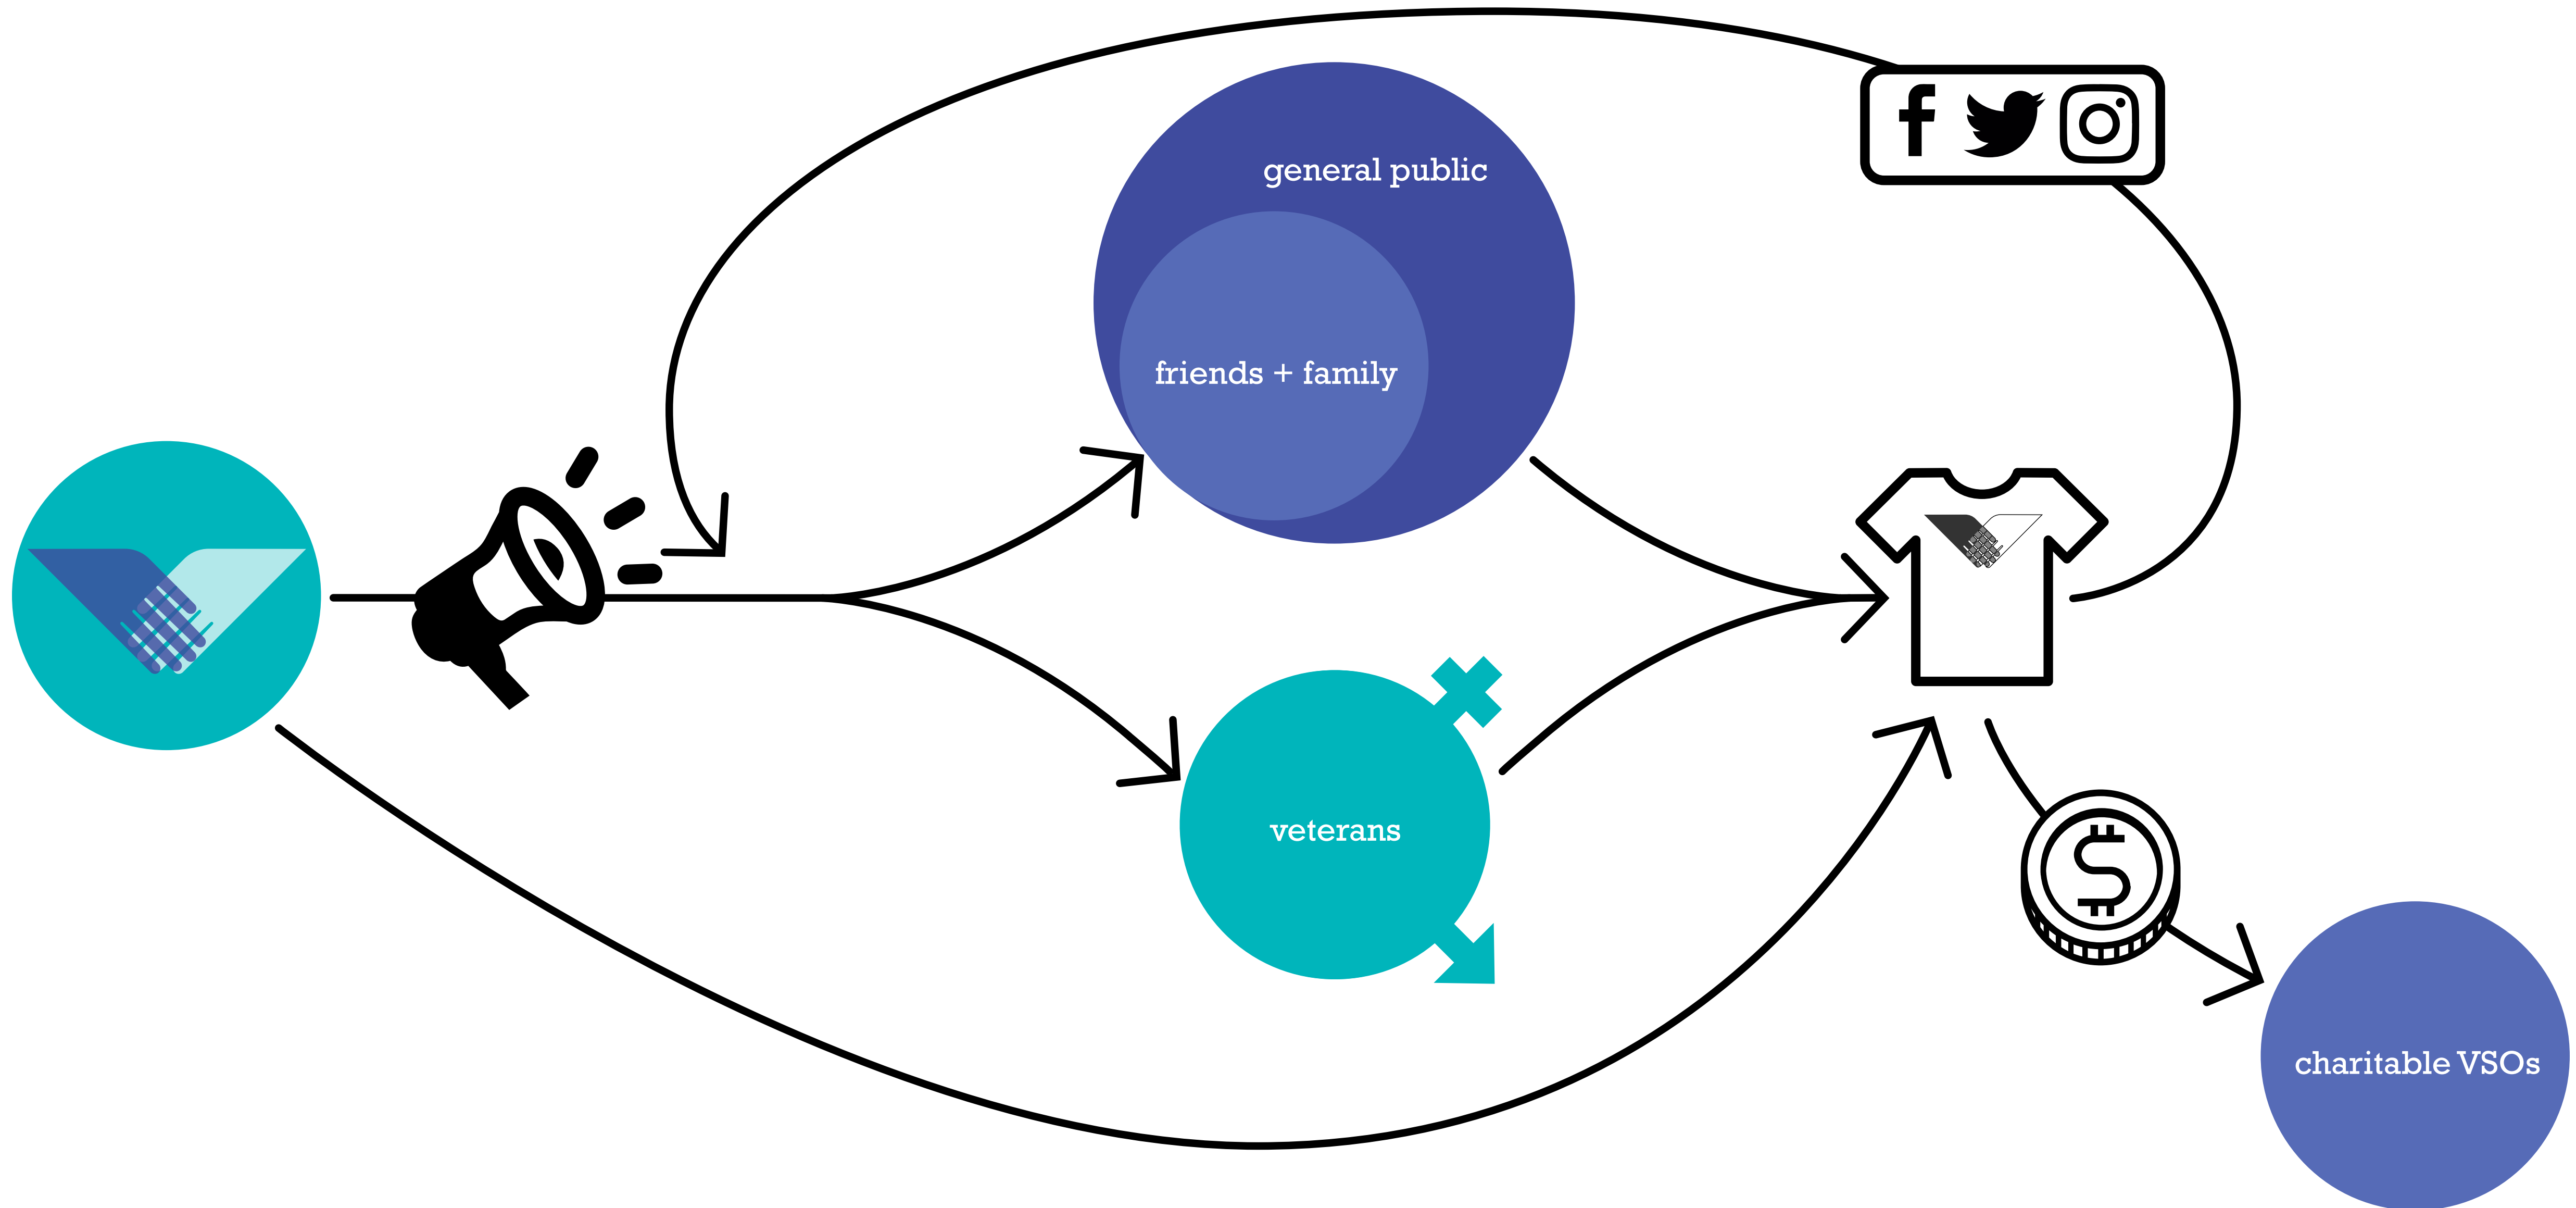 general public
friends + family
veterans
charitable VSOs